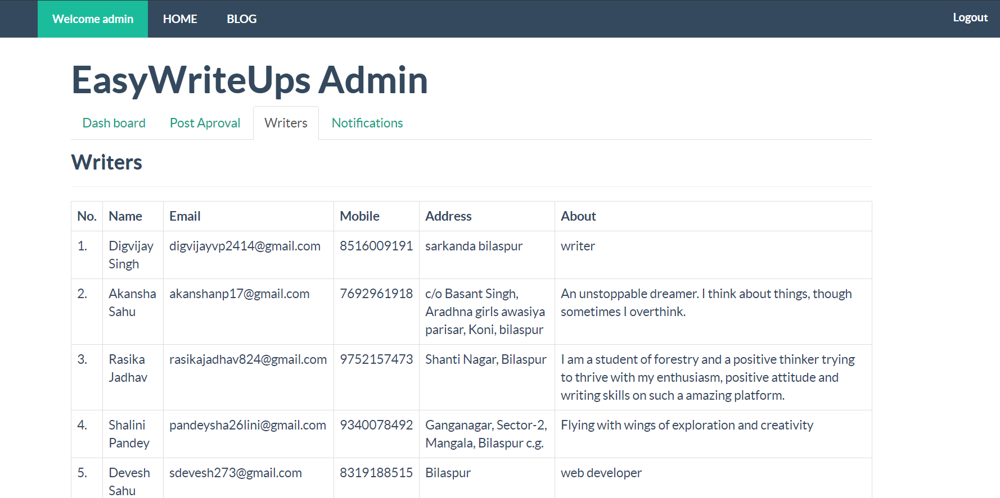 Welcome admin HOME BLOG Logout
EasyWriteUps Admin
Dash board Post Aproval Writers Notifications
Writers
No. Name Email Mobile Address About
1. Digvijay digvijayvp2414@gmail.com 8516009191 sarkanda bilaspur writer
Singh
2. Akansha akanshanp17@gmail.com 7692961918 c/o Basant Singh, An unstoppable dreamer. I think about things, though
Sahu Aradhna girls awasiya sometimes I overthink.
parisar, Koni, bilaspur
3. Rasika rasikajadhav824@gmail.com 9752157473 Shanti Nagar, Bilaspur I am a student of forestry and a positive thinker trying
Jadhav to thrive with my enthusiasm, positive attitude and
writing skills on such a amazing platform.
4. Shalini pandeysha26lini@gmail.com 9340078492 Ganganagar, Sector-2, Flying with wings of exploration and creativity
Pandey Mangala, Bilaspur c.g.
5. Devesh sdevesh273@gmail.com 8319188515 Bilaspur web developer
Sahu